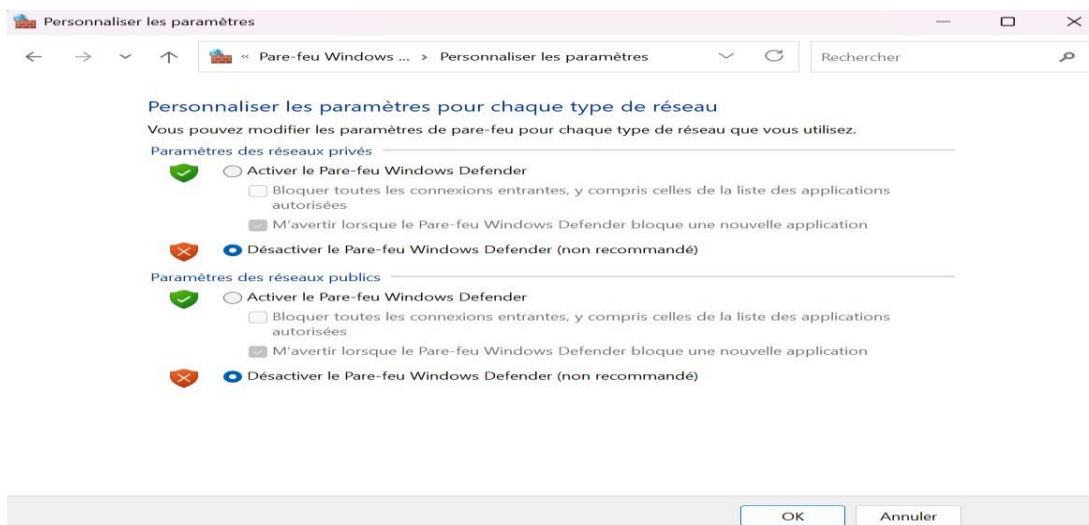 Personnaliser les paramètres
« Pare-feu Windows ... > Personnaliser les paramètres
Rechercher
Personnaliser les paramètres pour chaque type de réseau
Vous pouvez modifier les paramètres de pare-feu pour chaque type de réseau que vous utilisez.
Paramètres des réseaux privés
Activer le Pare-feu Windows Defender
Bloquer toutes les connexions entrantes, y compris celles de la liste des applications
autorisées
M'avertir lorsque le Pare-feu Windows Defender bloque une nouvelle application
Désactiver le Pare-feu Windows Defender (non recommandé)
Paramètres des réseaux publics
Activer le Pare-feu Windows Defender
Bloquer toutes les connexions entrantes, y compris celles de la liste des applications
autorisées
M'avertir lorsque le Pare-feu Windows Defender bloque une nouvelle application
Désactiver le Pare-feu Windows Defender (non recommandé)
OK Annuler